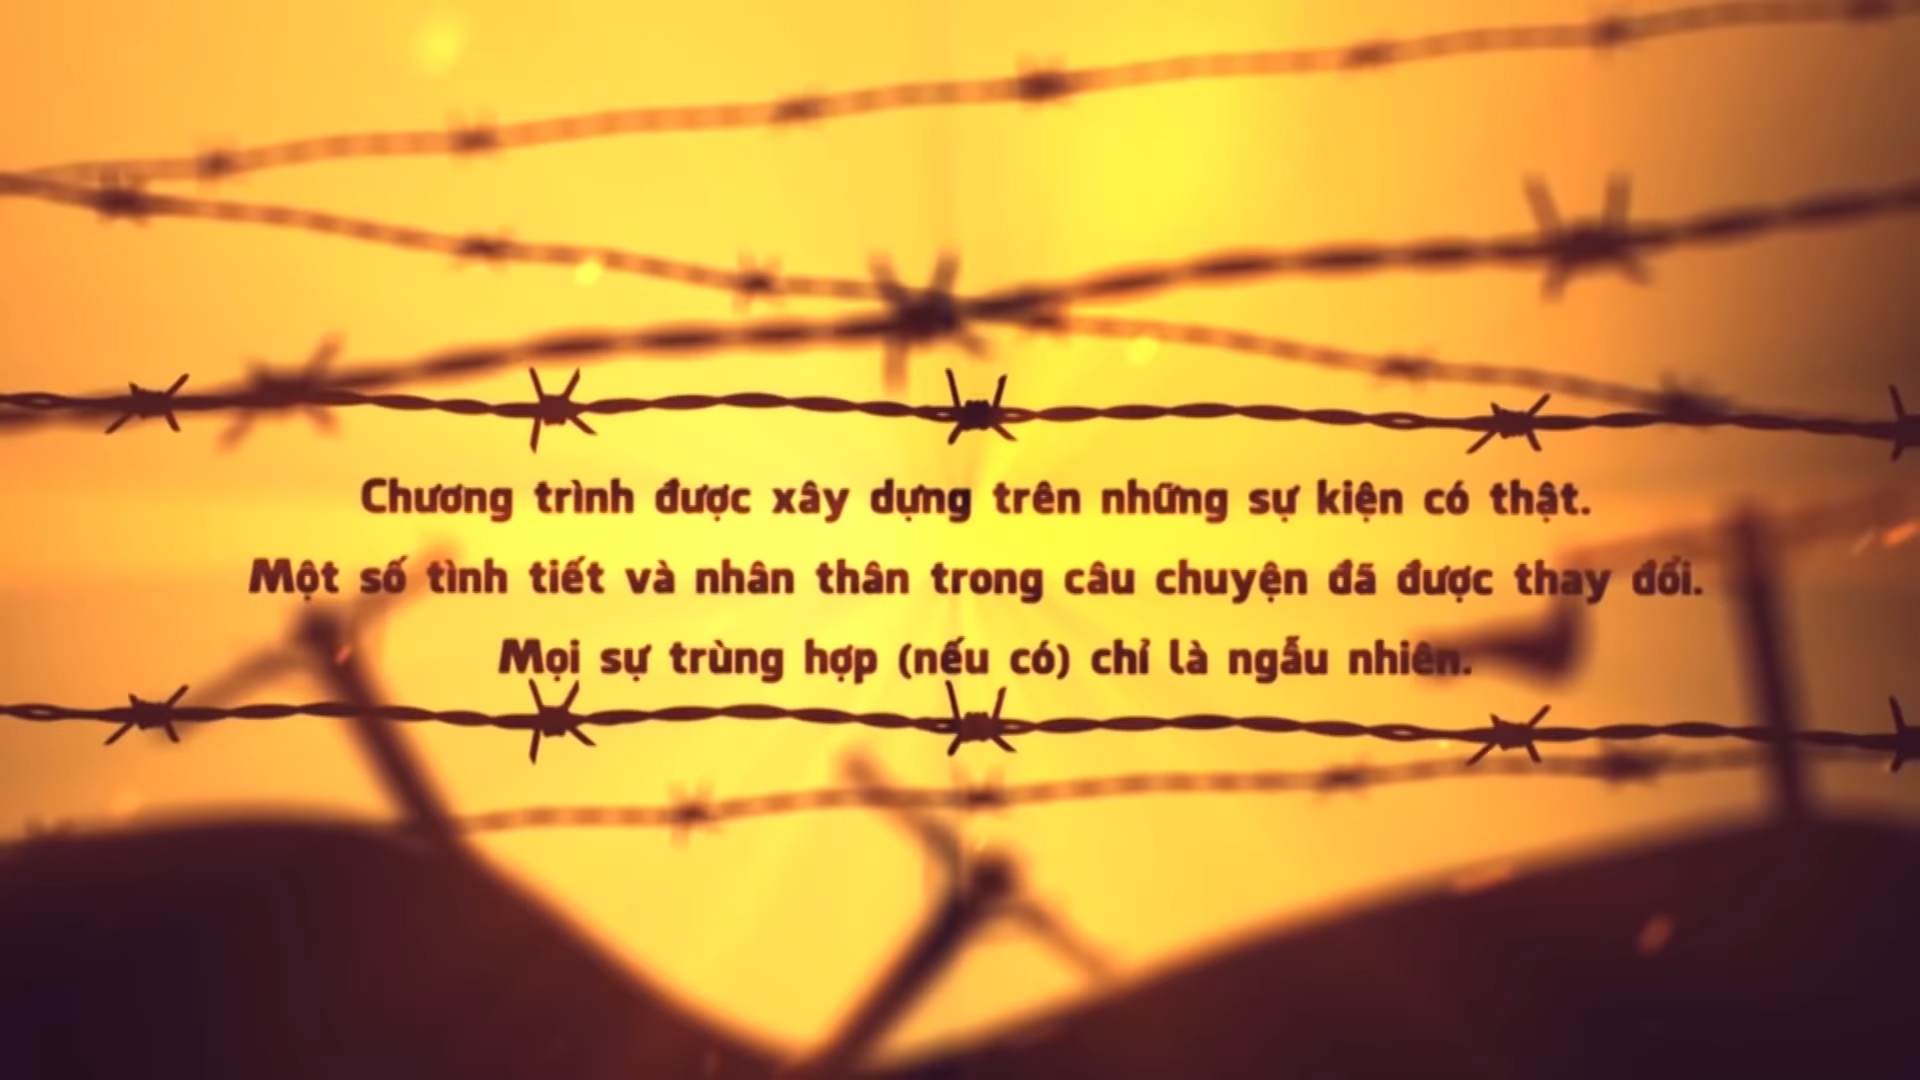 Chương trình được xây dựng trên những sự kiện có thật.
Một số tình tiết và nhân thân trong câu chuyện đã được thay đổi.
Mọi sự trùng hợp (nếu có) chỉ là ngẫu nhiên.